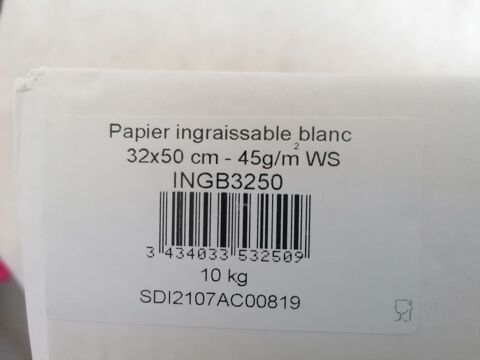 Papier ingraissable blanc
32x50 cm - 45g/m² WS
INGB3250
3 434033 532509
10 kg
SDI2107AC00819